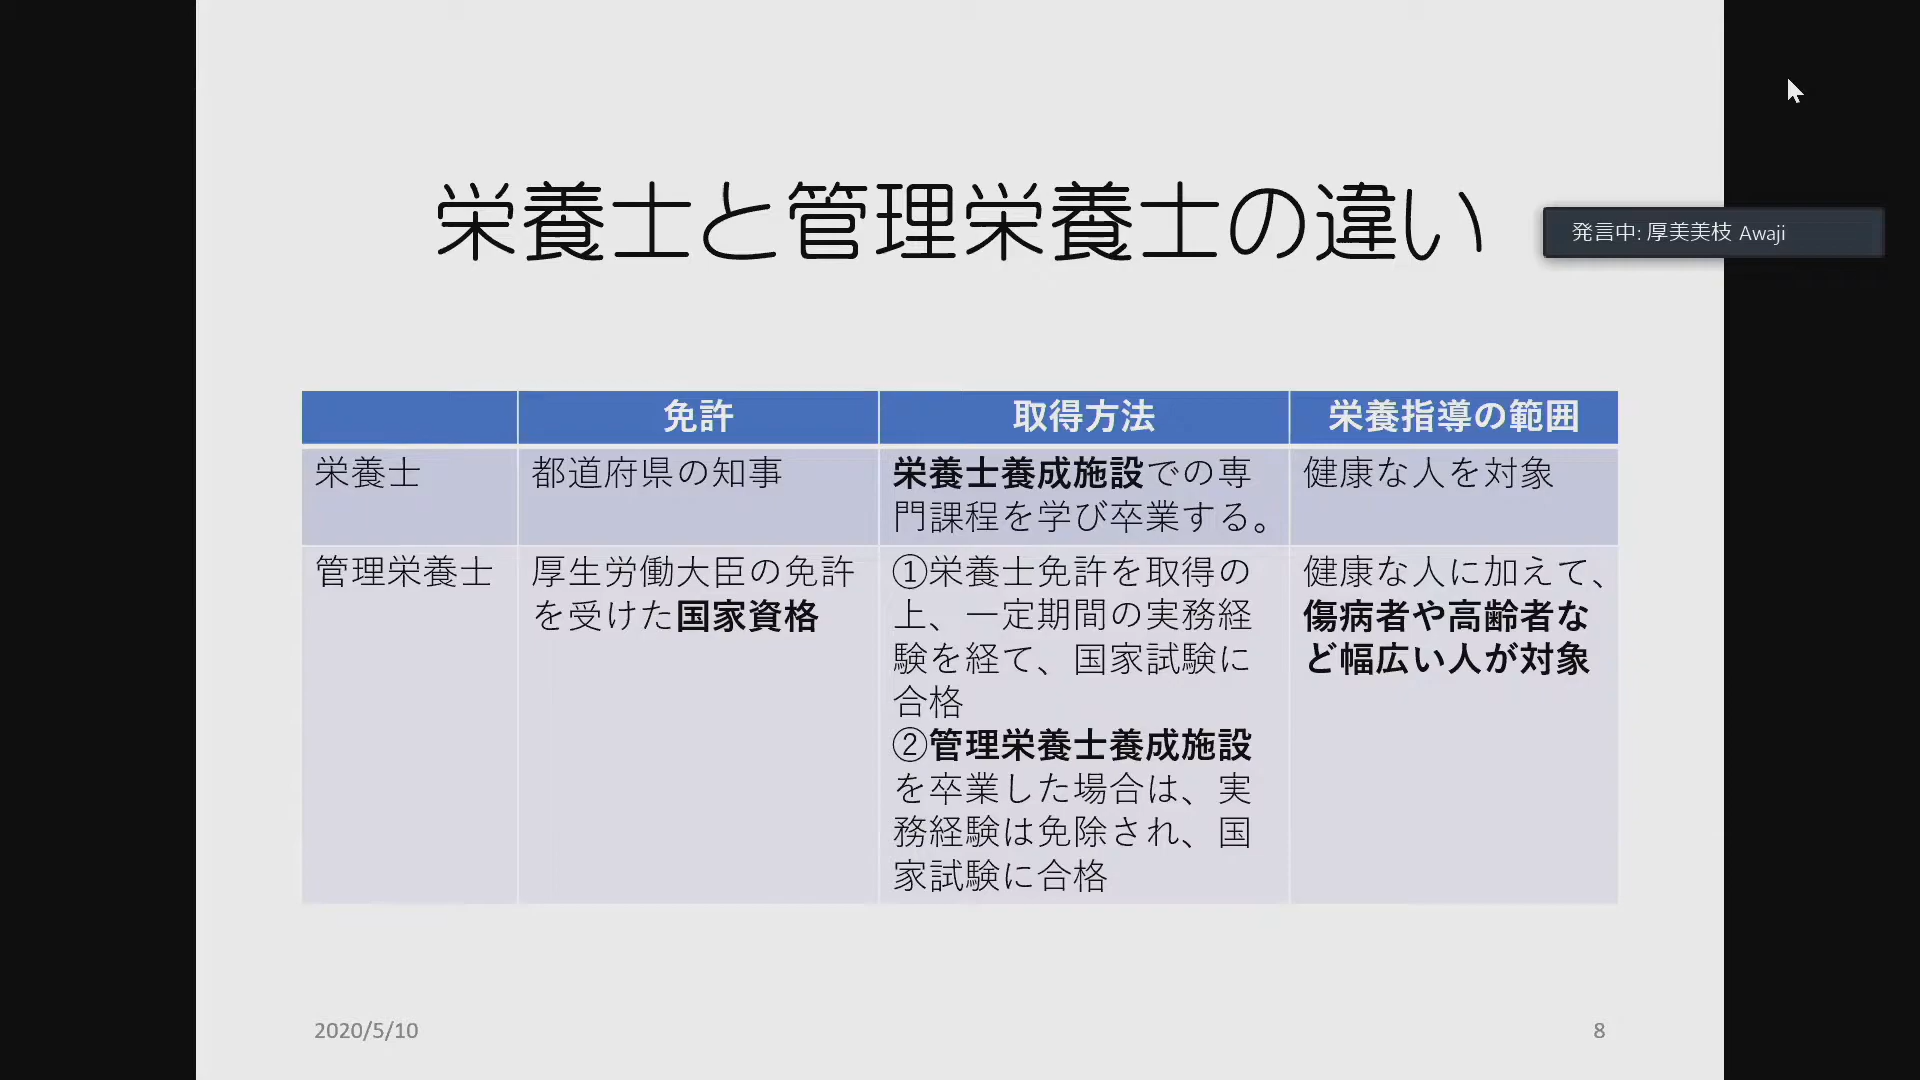 栄養士と管理栄養士の違い
発言中: 厚美美枝 Awaji
免許
取得方法
栄養指導の範囲
栄養士
都道府県の知事
栄養士養成施設での専
門課程を学び卒業する。
健康な人を対象
管理栄養士
厚生労働大臣の免許
を受けた国家資格
①栄養士免許を取得の
上、一定期間の実務経
験を経て、国家試験に
合格
②管理栄養士養成施設
を卒業した場合は、実
務経験は免除され、国
家試験に合格
健康な人に加えて、
傷病者や高齢者な
ど幅広い人が対象
2020/5/10
8